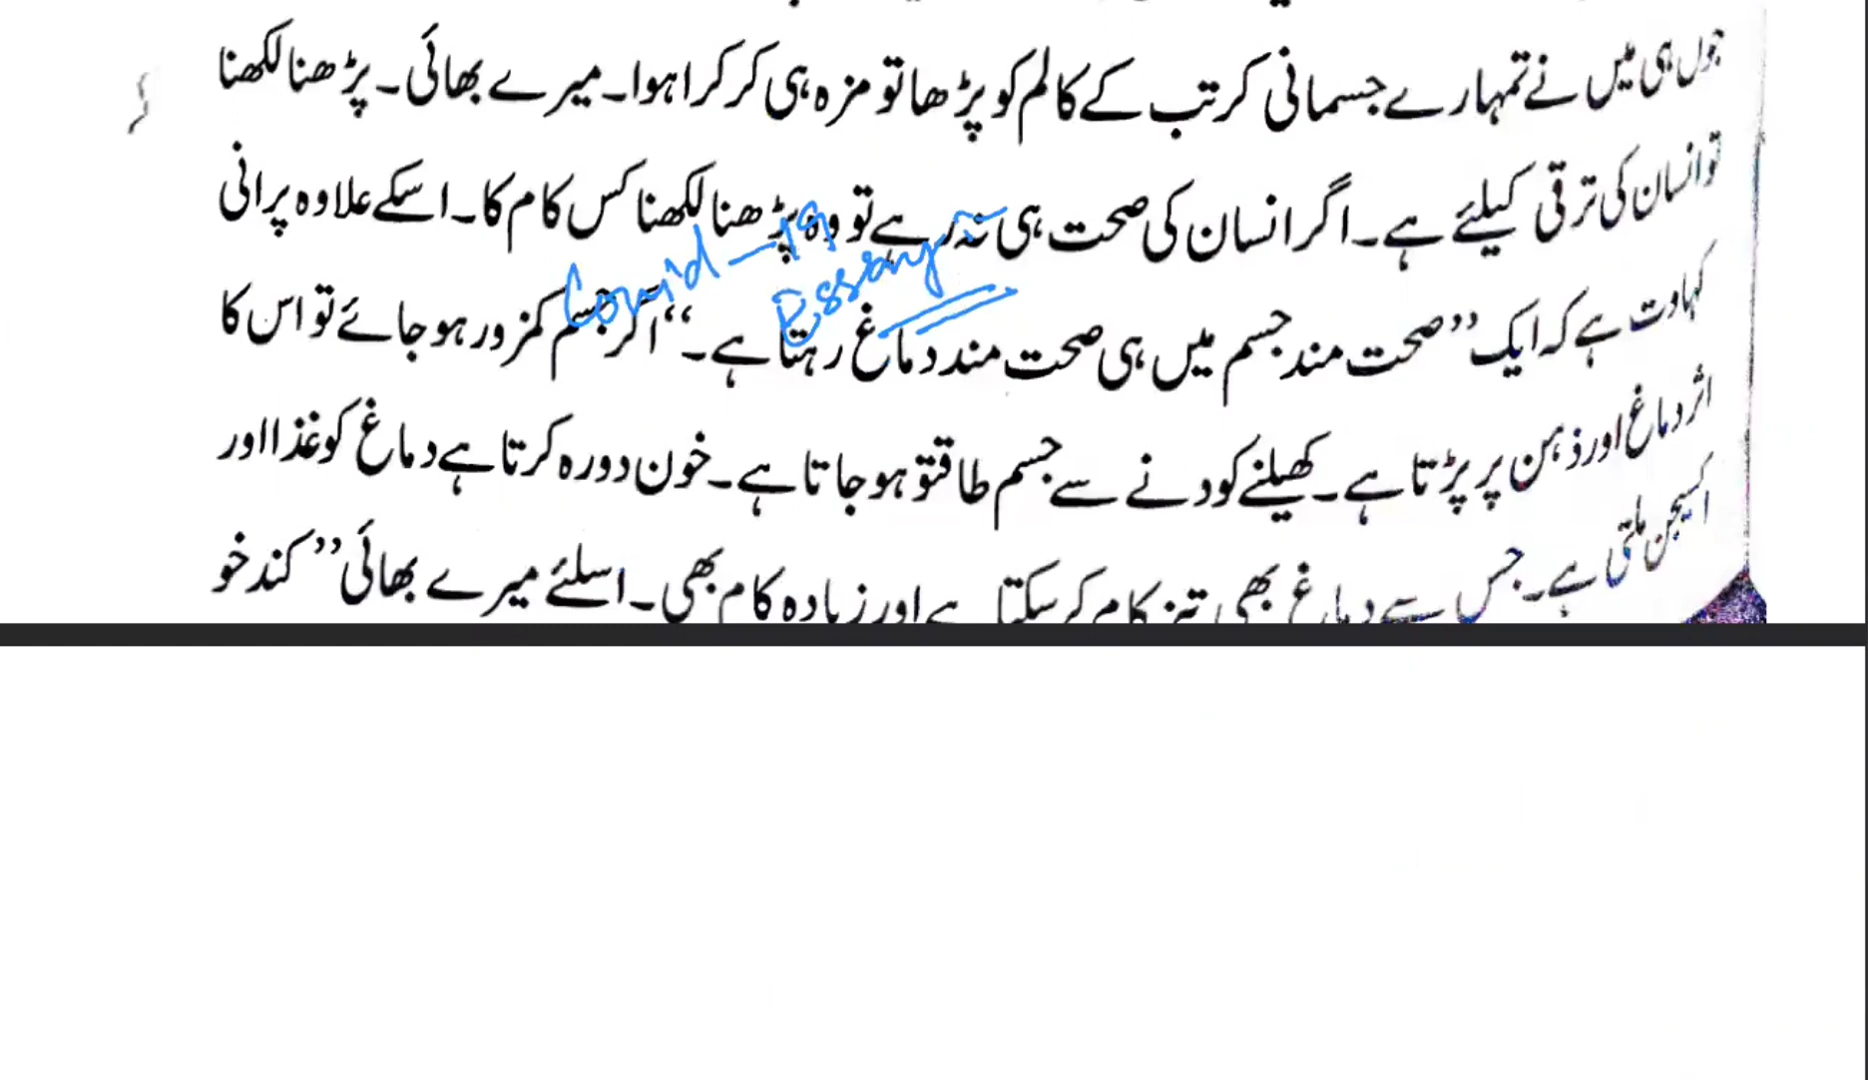 جوں ہی میں نے تمہارے جسمانی کرتب کے کالم کو پڑھا تو مزہ ہی کرکرا ہوا۔ میرے بھائی۔ پڑھنا لکھنا
تو انسان کی ترقی کیلئے ہے۔ اگر انسان کی صحت ہی نہ رہے تو وہ پڑھنا لکھنا کس کام کا۔ اسکے علاوہ پرانی
Covid-19
Essay
کہاوت ہے کہ ایک ”صحت مند جسم میں ہی صحت مند دماغ رہتا ہے۔“ اگر جسم کمزور ہو جائے تو اس کا
اثر دماغ اور ذہن پر پڑتا ہے۔ کھیلنے کودنے سے جسم طاقتور ہو جاتا ہے۔ خون دورہ کرتا ہے دماغ کو غذا اور
اکسیجن ملتی ہے۔ جس سے دماغ بھی تیز کام کر سکتا ہے اور زیادہ کام بھی۔ اسلئے میرے بھائی ”کند خو